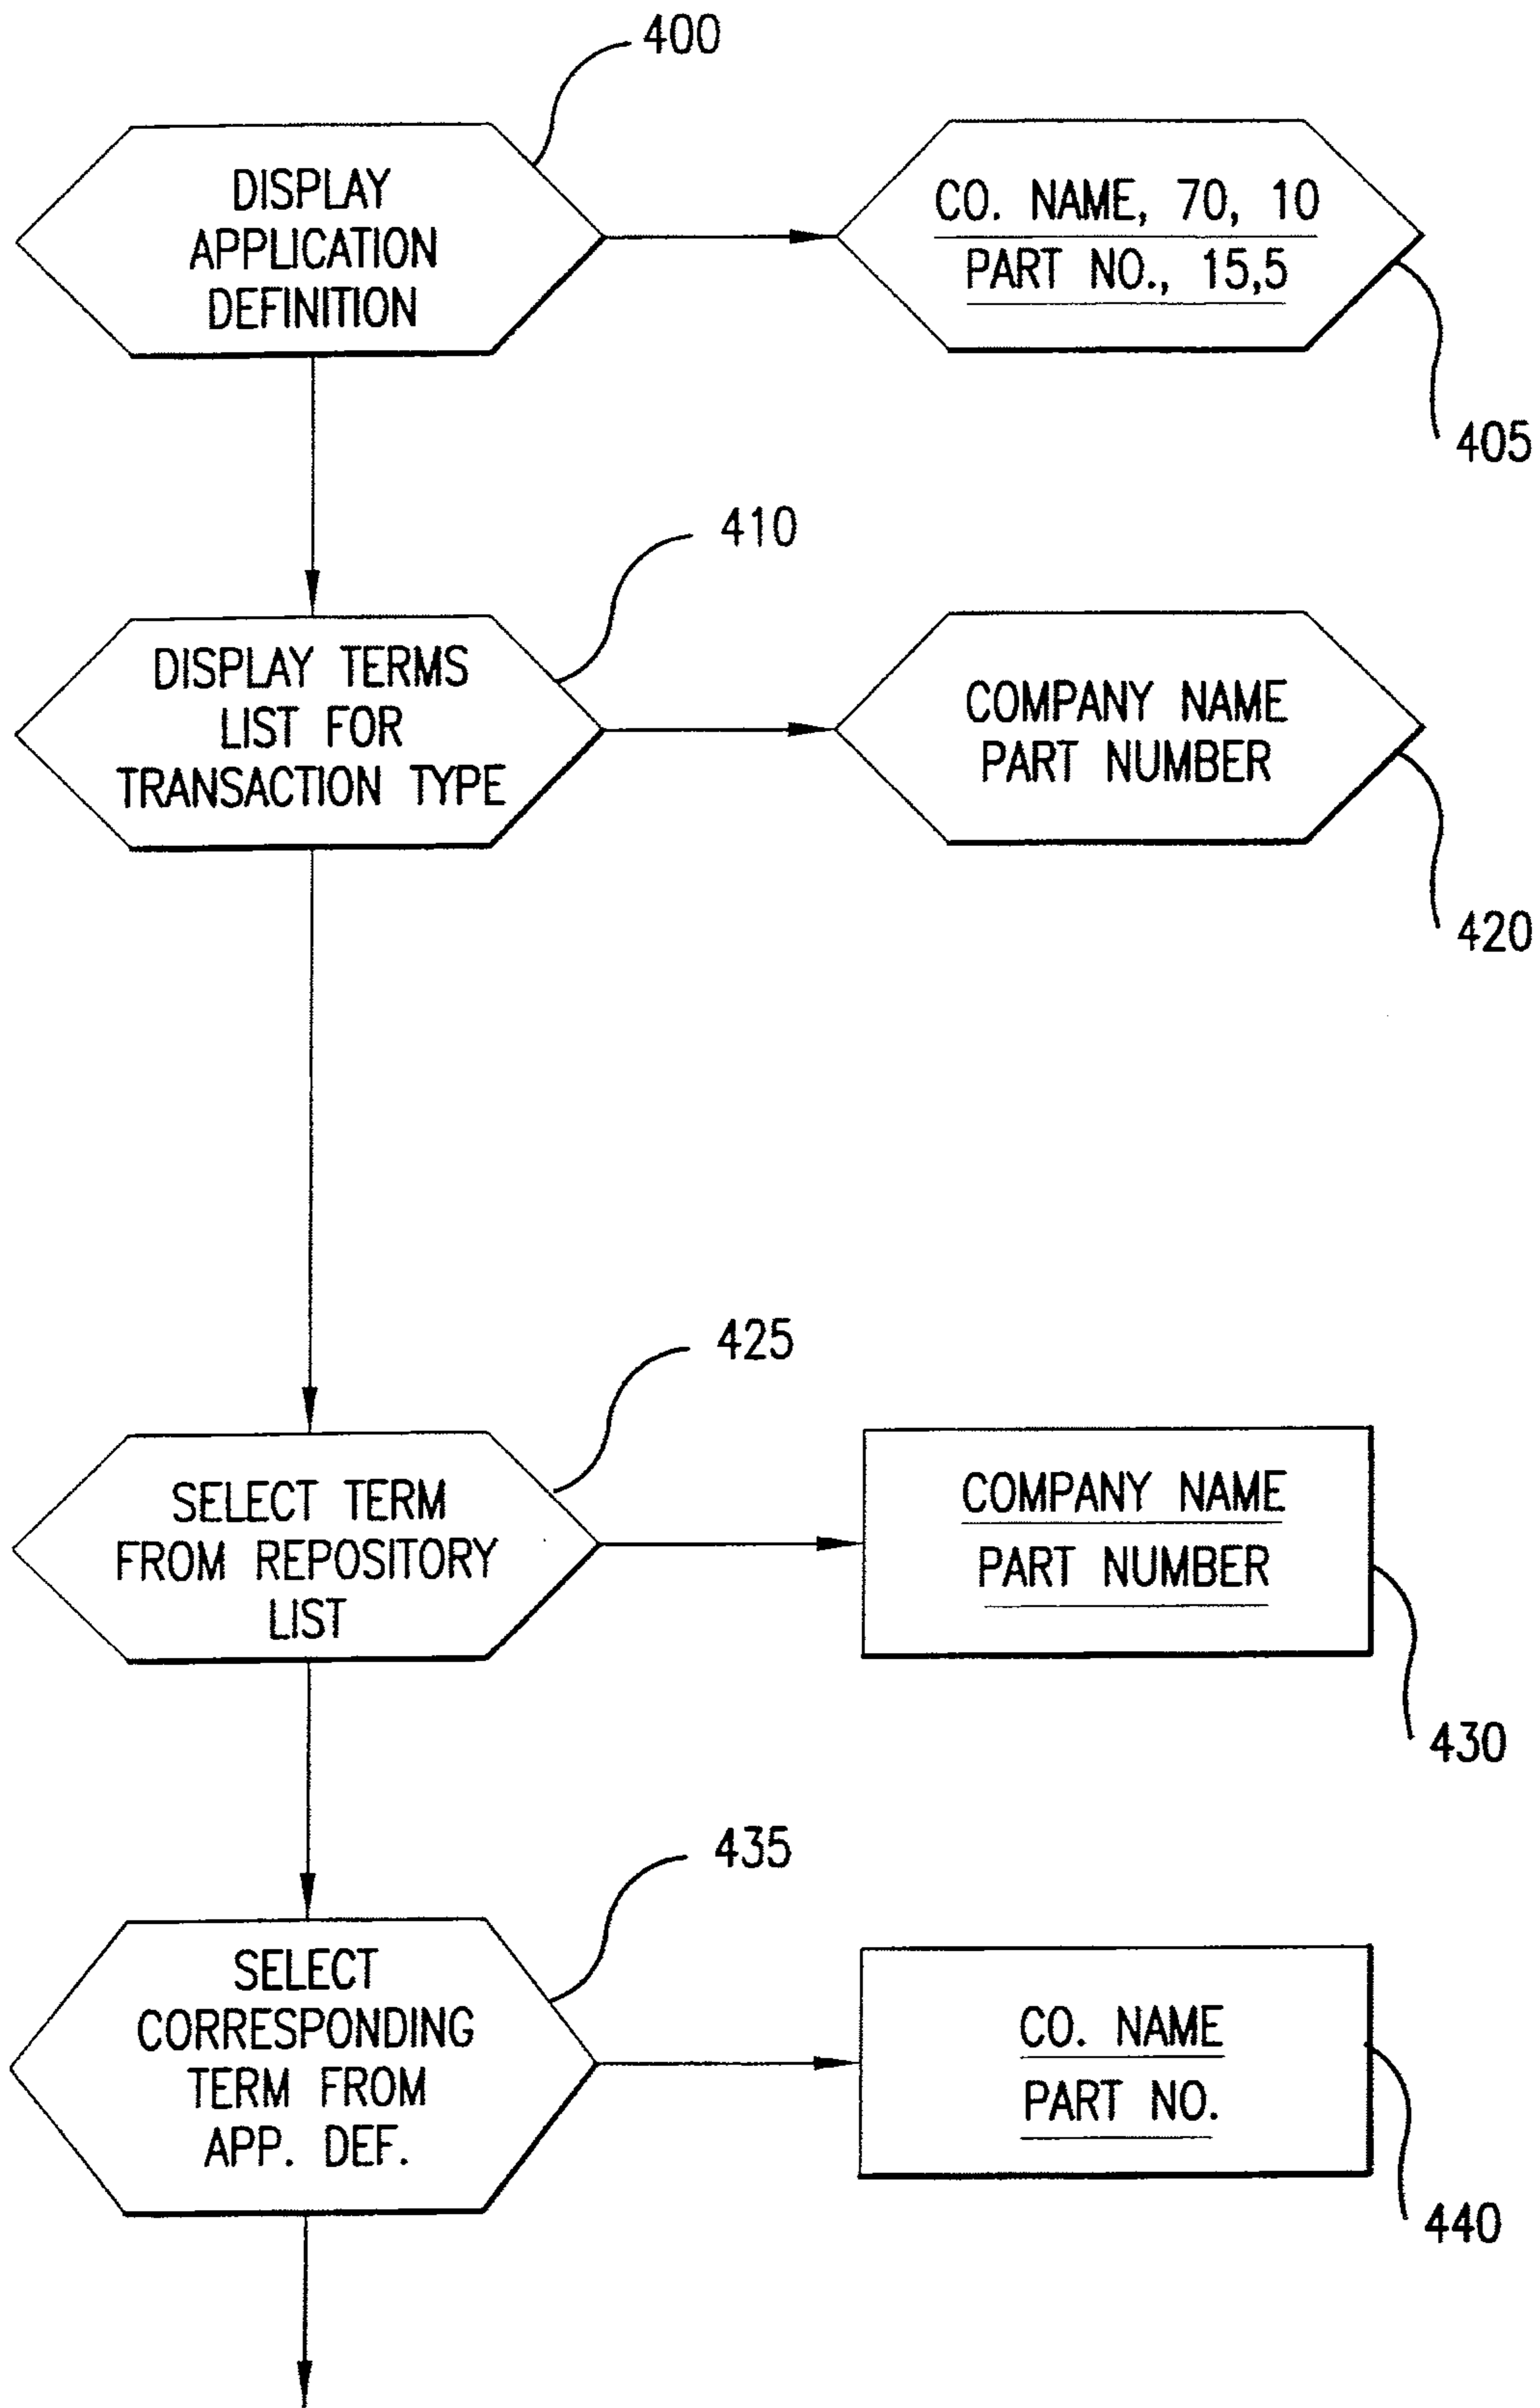 400
DISPLAY
APPLICATION
DEFINITION
CO. NAME, 70, 10
PART NO., 15,5
405
410
DISPLAY TERMS
LIST FOR
TRANSACTION TYPE
COMPANY NAME
PART NUMBER
420
425
SELECT TERM
FROM REPOSITORY
LIST
COMPANY NAME
PART NUMBER
430
435
SELECT
CORRESPONDING
TERM FROM
APP. DEF.
CO. NAME
PART NO.
440